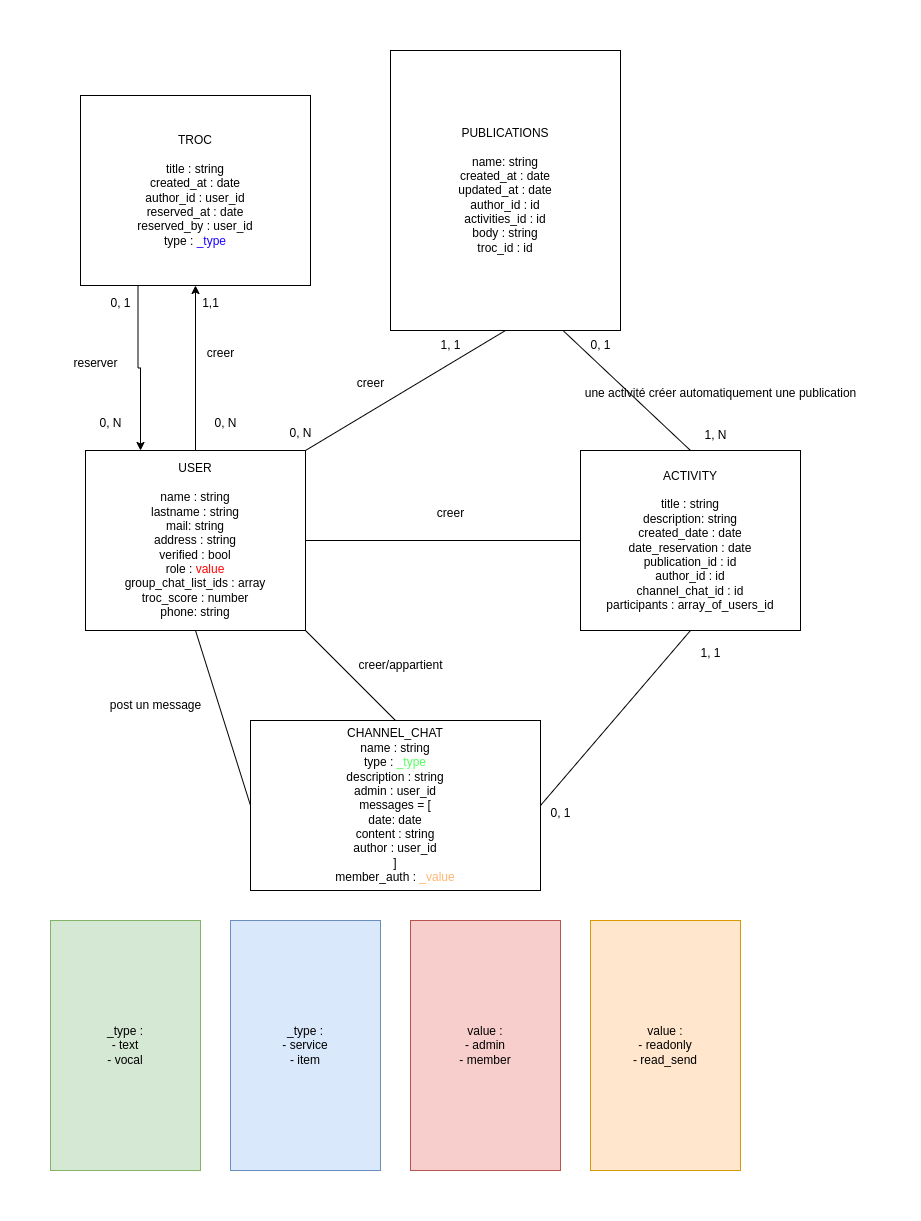 TROC
title : string
created_at : date
author_id : user_id
reserved_at : date
reserved_by : user_id
type : _type
PUBLICATIONS
name: string
created_at : date
updated_at : date
author_id : id
activities_id : id
body : string
troc_id : id
0, 1
1,1
reserver
creer
0, N
0, N
1, 1
creer
0, N
0, 1
une activité créer automatiquement une publication
1, N
USER
name : string
lastname : string
mail: string
address : string
verified : bool
role : value
group_chat_list_ids : array
troc_score : number
phone: string
creer
ACTIVITY
title : string
description: string
created_date : date
date_reservation : date
publication_id : id
author_id : id
channel_chat_id : id
participants : array_of_users_id
creer/appartient
post un message
1, 1
0, 1
CHANNEL_CHAT
name : string
type : _type
description : string
admin : user_id
messages = [
date: date
content : string
author : user_id
]
member_auth : _value
_type :
- text
- vocal
_type :
- service
- item
value :
- admin
- member
value :
- readonly
- read_send